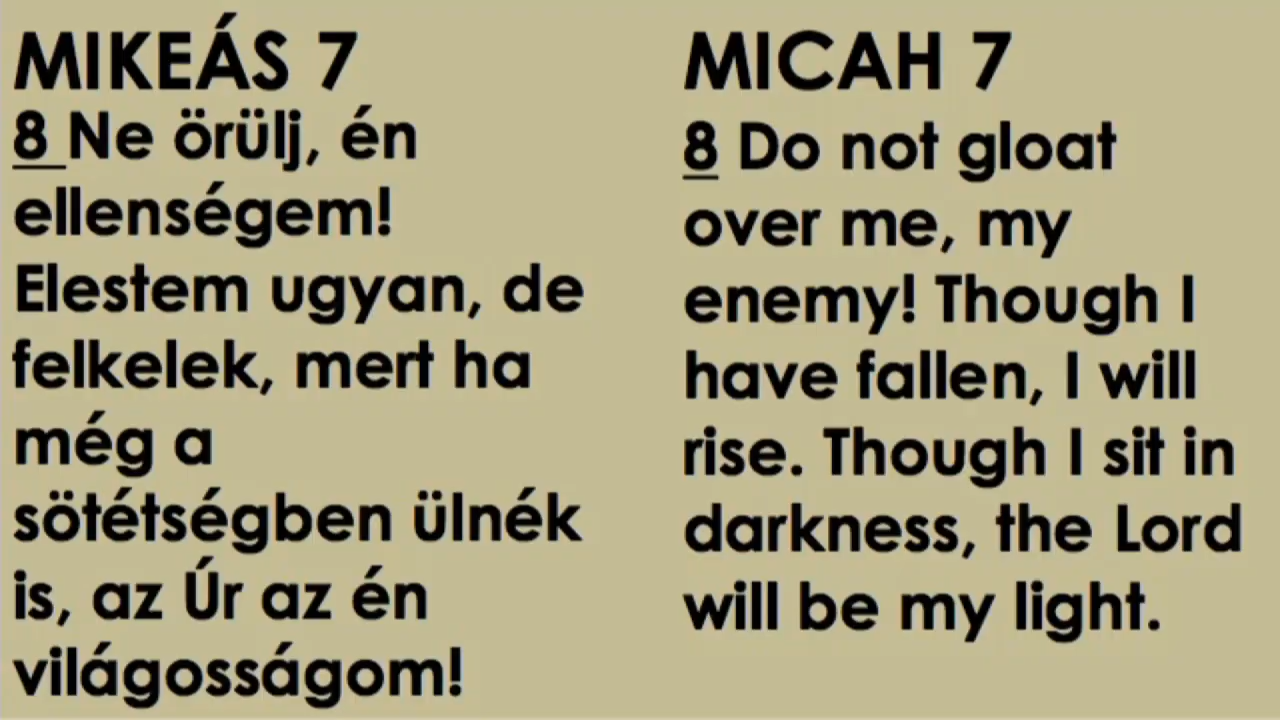 MIKEÁS 7
8 Ne örülj, én
ellenségem!
Elestem ugyan, de
felkelek, mert ha
még a
sötétségben ülnék
is, az Úr az én
világosságom!
MICAH 7
8 Do not gloat
over me, my
enemy! Though I
have fallen, I will
rise. Though I sit in
darkness, the Lord
will be my light.